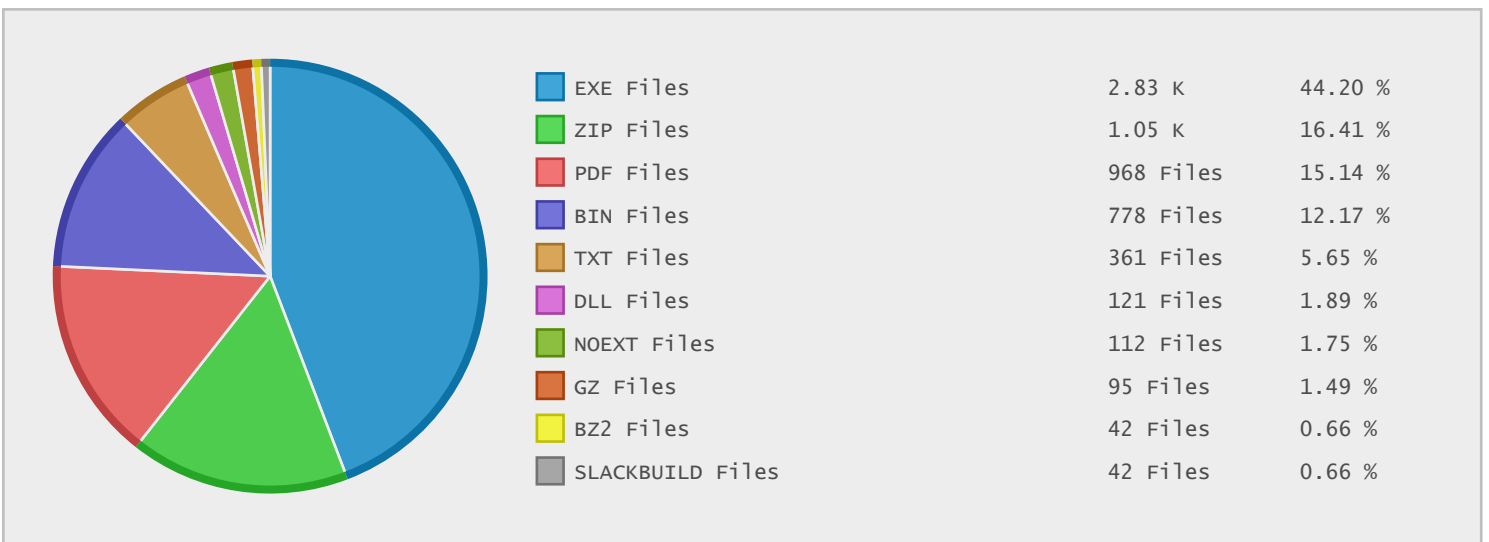 EXE Files 2.83 K 44.20 %
ZIP Files 1.05 K 16.41 %
PDF Files 968 Files 15.14 %
BIN Files 778 Files 12.17 %
TXT Files 361 Files 5.65 %
DLL Files 121 Files 1.89 %
NOEXT Files 112 Files 1.75 %
GZ Files 95 Files 1.49 %
BZ2 Files 42 Files 0.66 %
SLACKBUILD Files 42 Files 0.66 %